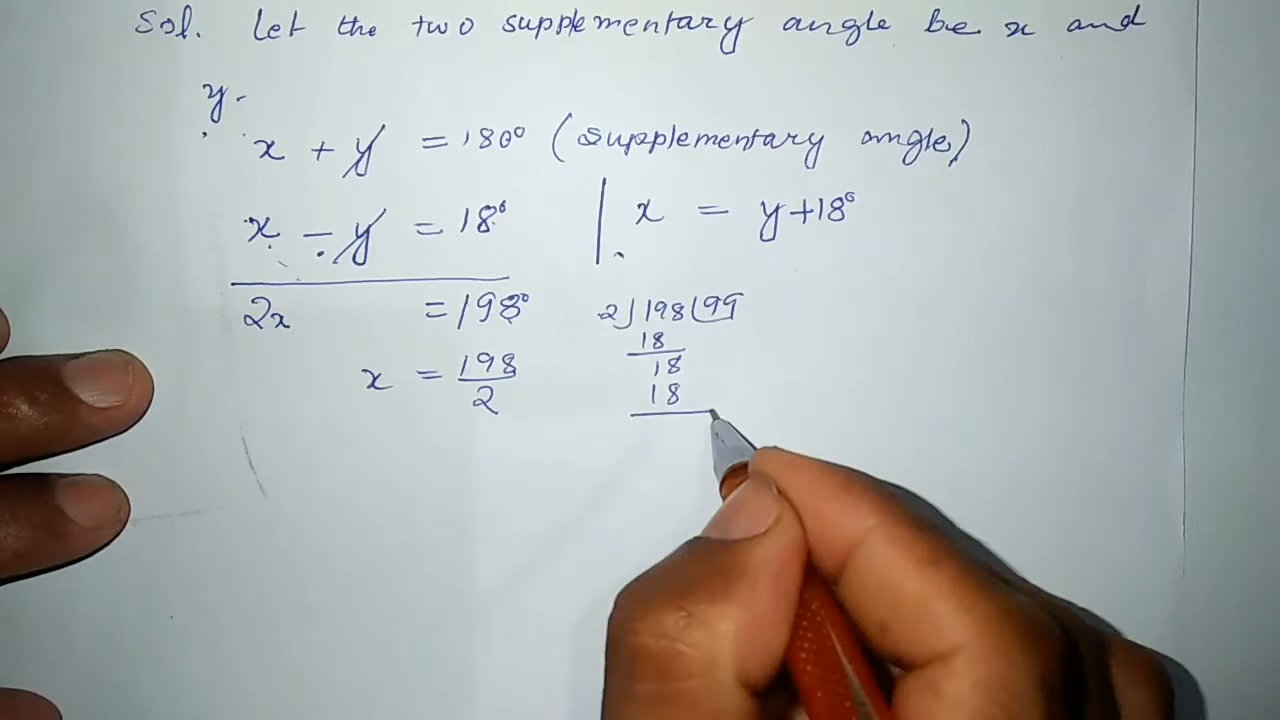 Sol. Let the two supplementary angle be x and
y.
x + y = 180° (supplementary angle)
x - y = 18° | x = y+18°
2x = 198° 2)198(99
18
x = 198/2 18
18